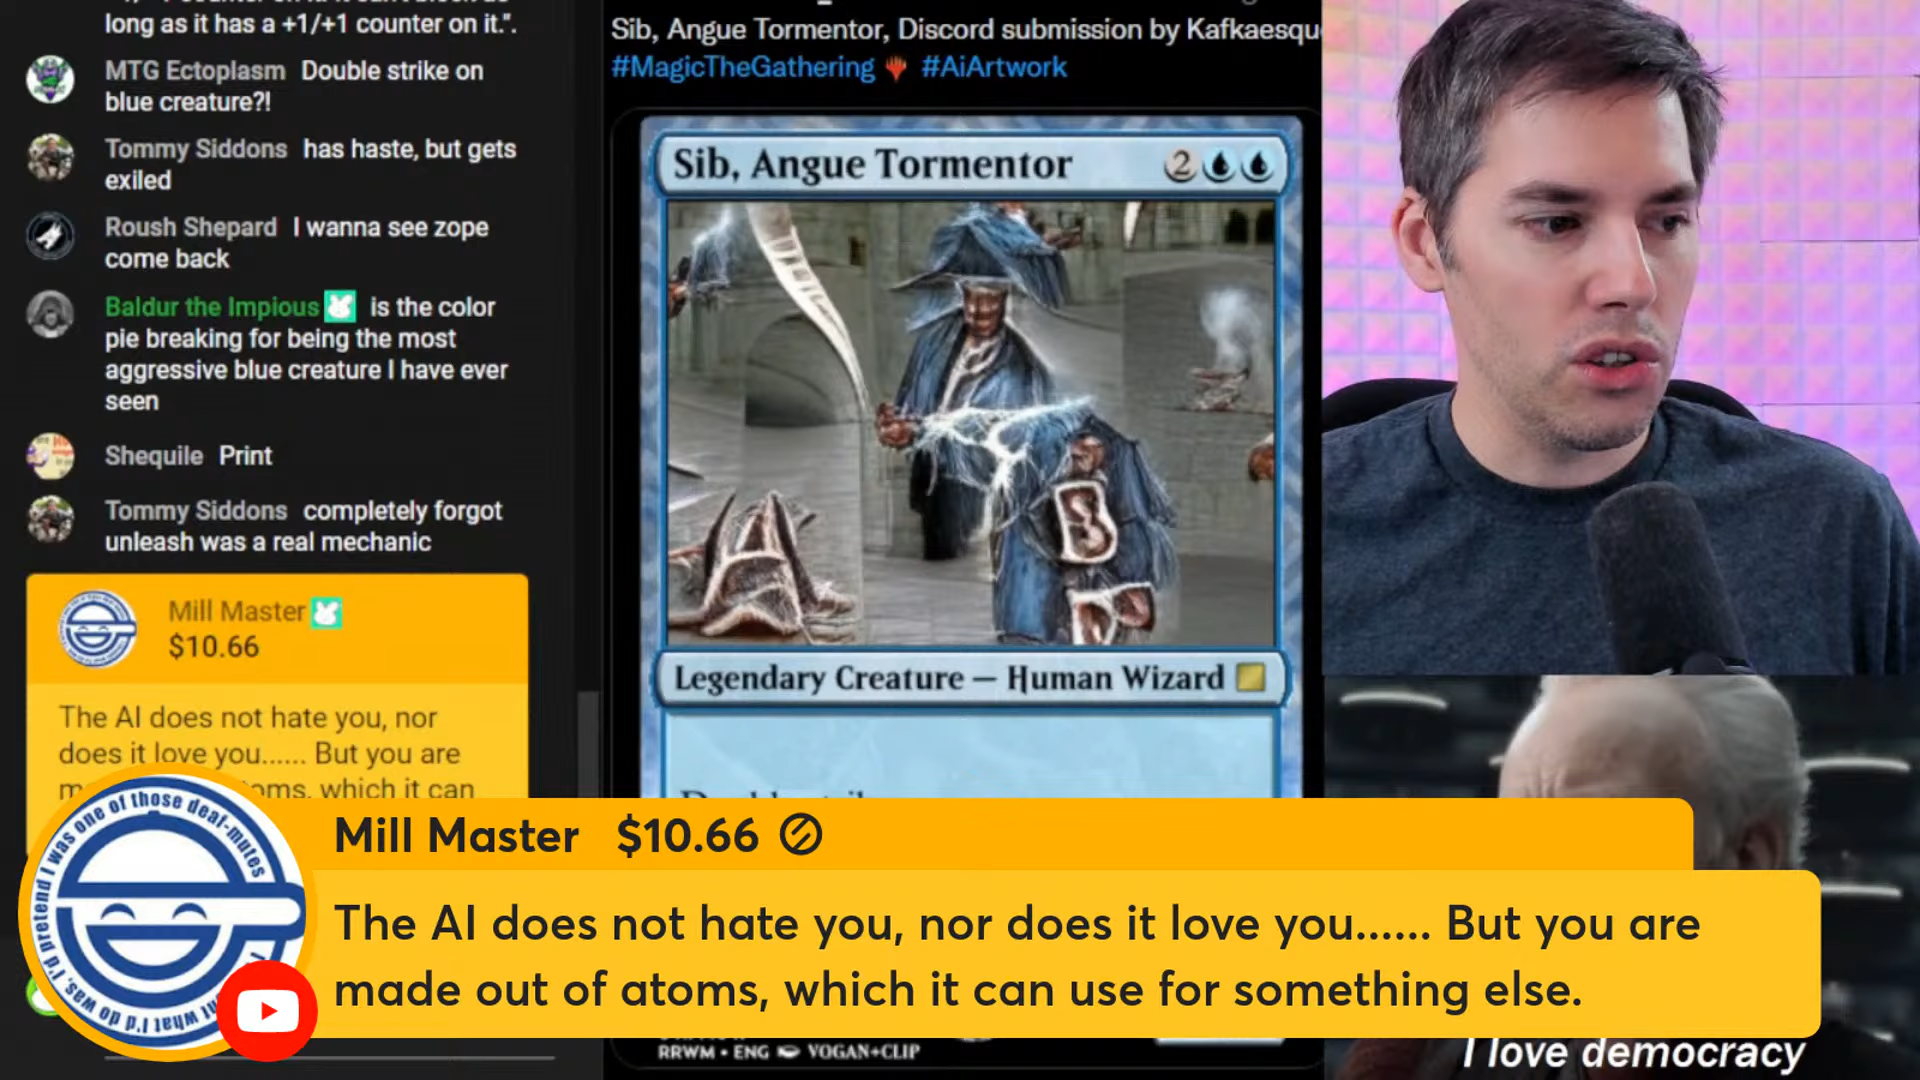 long as it has a +1/+1 counter on it.".
MTG Ectoplasm Double strike on
blue creature?!
Tommy Siddons has haste, but gets
exiled
Roush Shepard I wanna see zope
come back
Baldur the Impious is the color
pie breaking for being the most
aggressive blue creature I have ever
seen
Shequile Print
Tommy Siddons completely forgot
unleash was a real mechanic
Mill Master
$10.66
The AI does not hate you, nor
does it love you...... But you are
which it can
Sib, Angue Tormentor, Discord submission by Kafkaesqu
#MagicTheGathering #AiArtwork
Sib, Angue Tormentor 2
Legendary Creature — Human Wizard
RRWM • ENG VOGAN+CLIP
Mill Master $10.66
The AI does not hate you, nor does it love you...... But you are
made out of atoms, which it can use for something else.
I love democracy